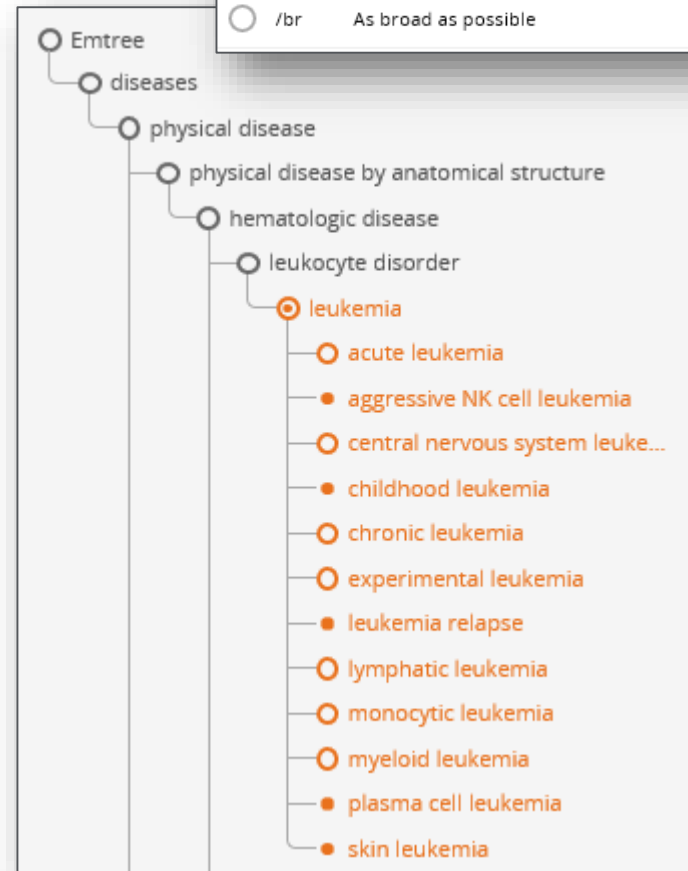 /br As broad as possible
Emtree
diseases
physical disease
physical disease by anatomical structure
hematologic disease
leukocyte disorder
leukemia
acute leukemia
aggressive NK cell leukemia
central nervous system leuke...
childhood leukemia
chronic leukemia
experimental leukemia
leukemia relapse
lymphatic leukemia
monocytic leukemia
myeloid leukemia
plasma cell leukemia
skin leukemia